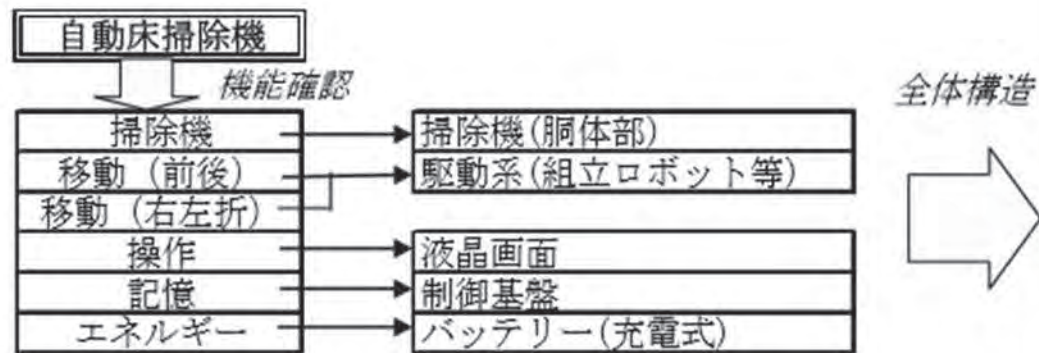 自動床掃除機
機能確認
全体構造
掃除機
掃除機(胴体部)
移動 (前後)
駆動系(組立ロボット等)
移動 (右左折)
操作
液晶画面
記憶
制御基盤
エネルギー
バッテリー(充電式)